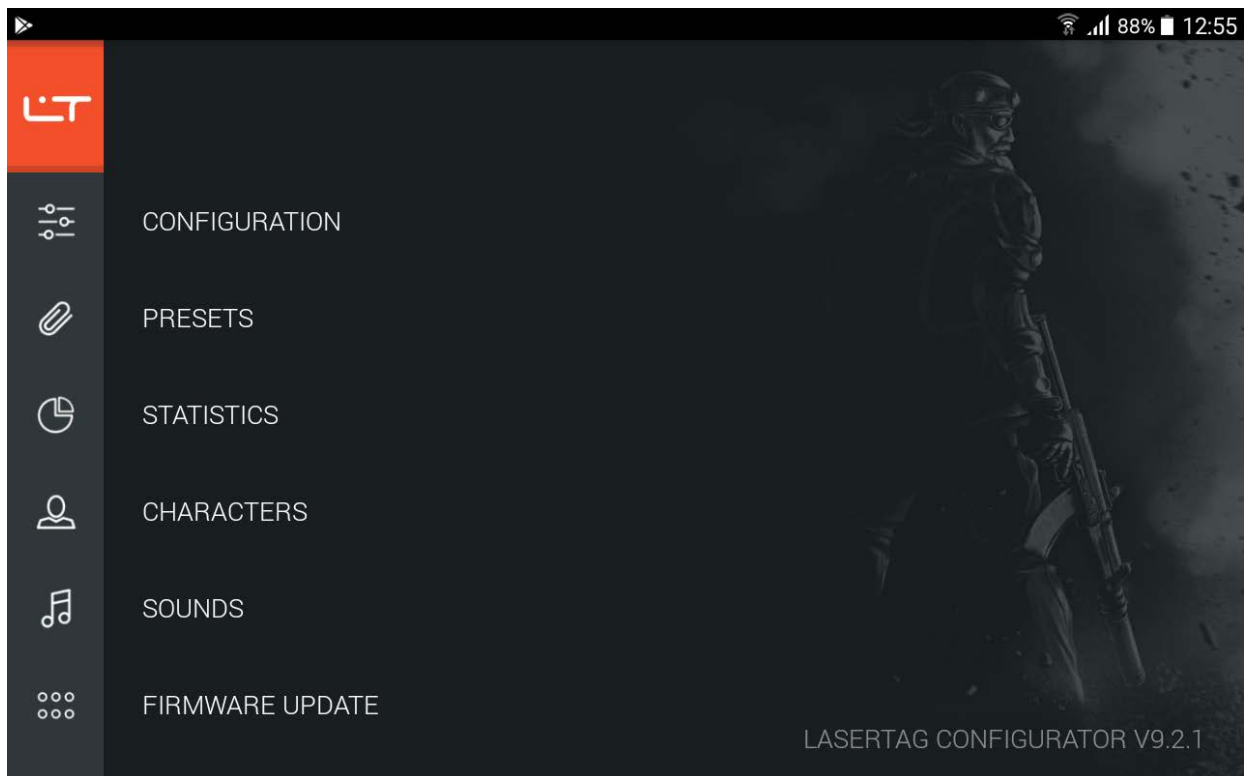 88% 12:55
LT
CONFIGURATION
PRESETS
STATISTICS
CHARACTERS
SOUNDS
FIRMWARE UPDATE
LASERTAG CONFIGURATOR V9.2.1